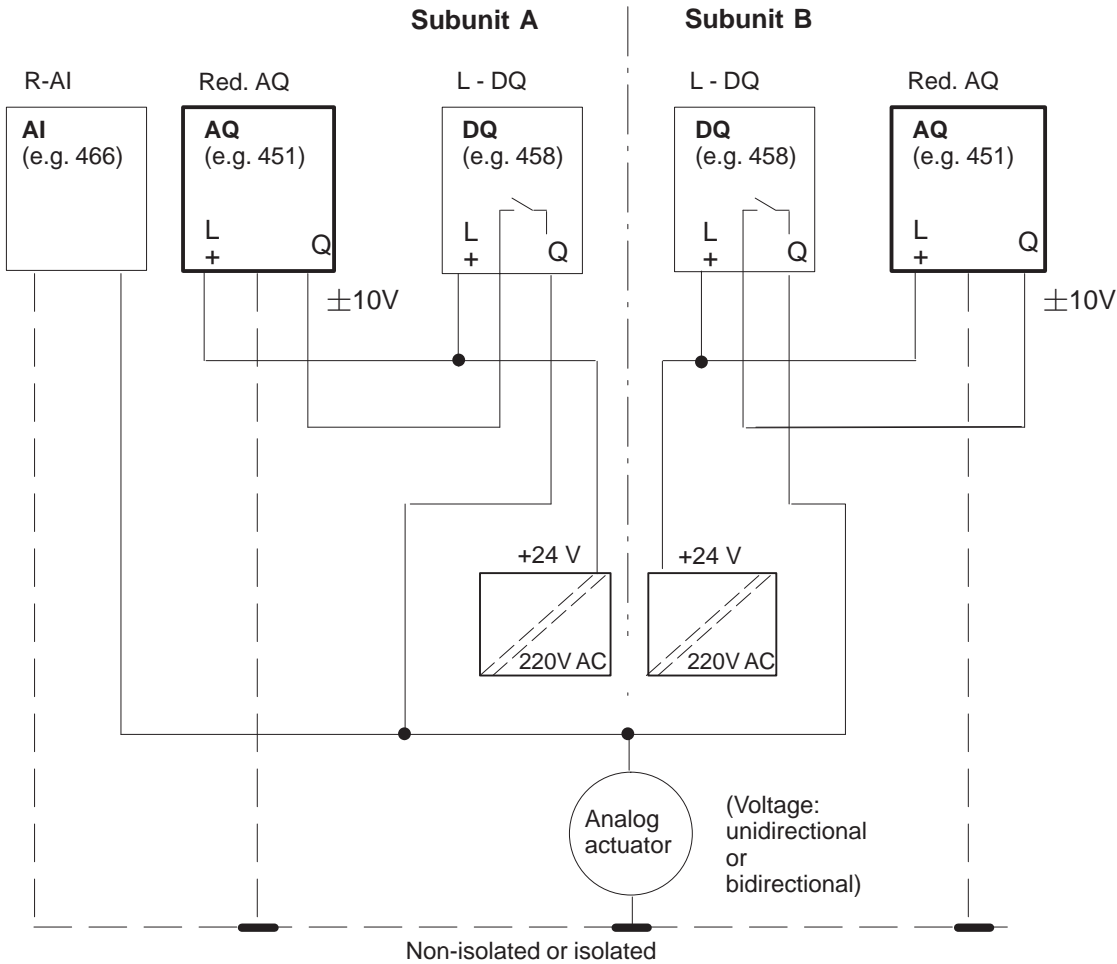 Subunit A
Subunit B
R-AI
Red. AQ
L - DQ
L - DQ
Red. AQ
AI
(e.g. 466)
AQ
(e.g. 451)
DQ
(e.g. 458)
DQ
(e.g. 458)
AQ
(e.g. 451)
L
+
Q
L
+
Q
L
+
Q
L
+
Q
±10V
±10V
+24 V
+24 V
220V AC
220V AC
Analog
actuator
(Voltage:
unidirectional
or
bidirectional)
Non-isolated or isolated